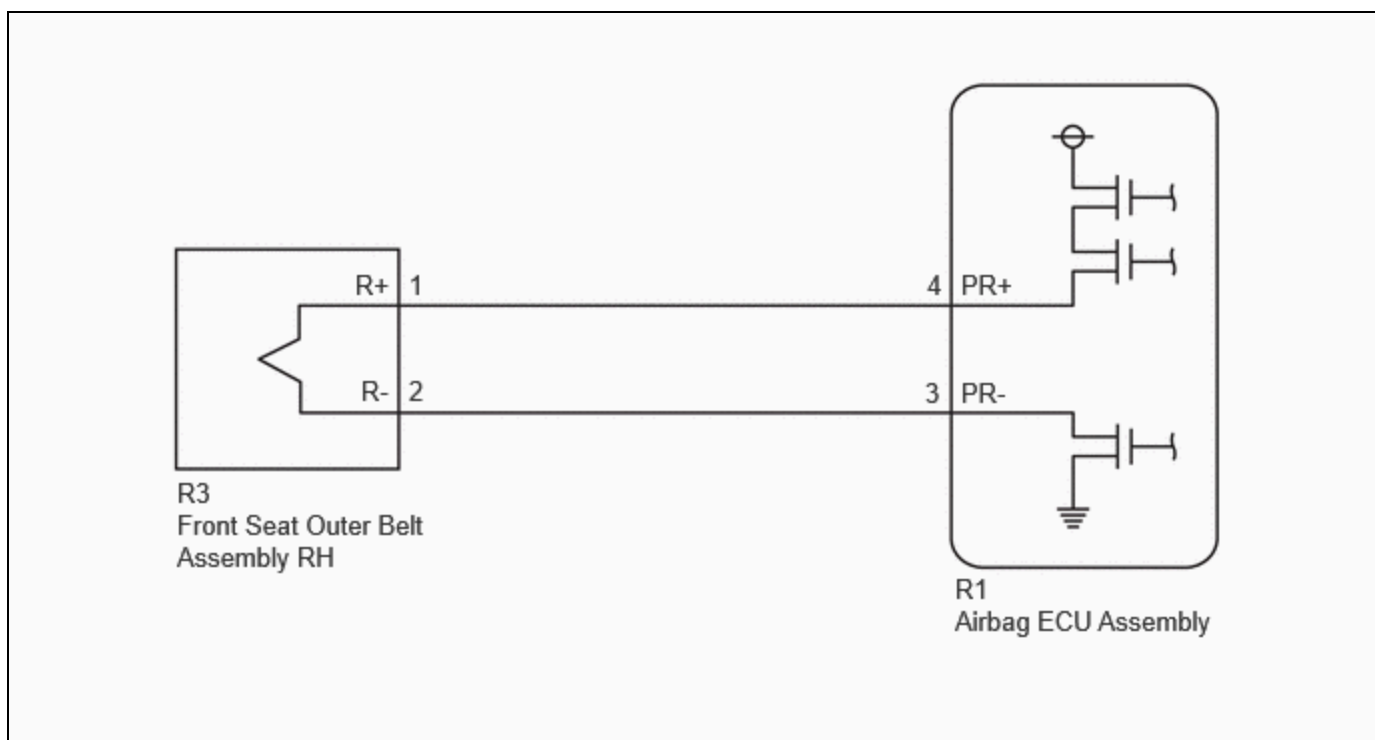 R+ 1
4 PR+
R- 2
3 PR-
R3
Front Seat Outer Belt
Assembly RH
R1
Airbag ECU Assembly